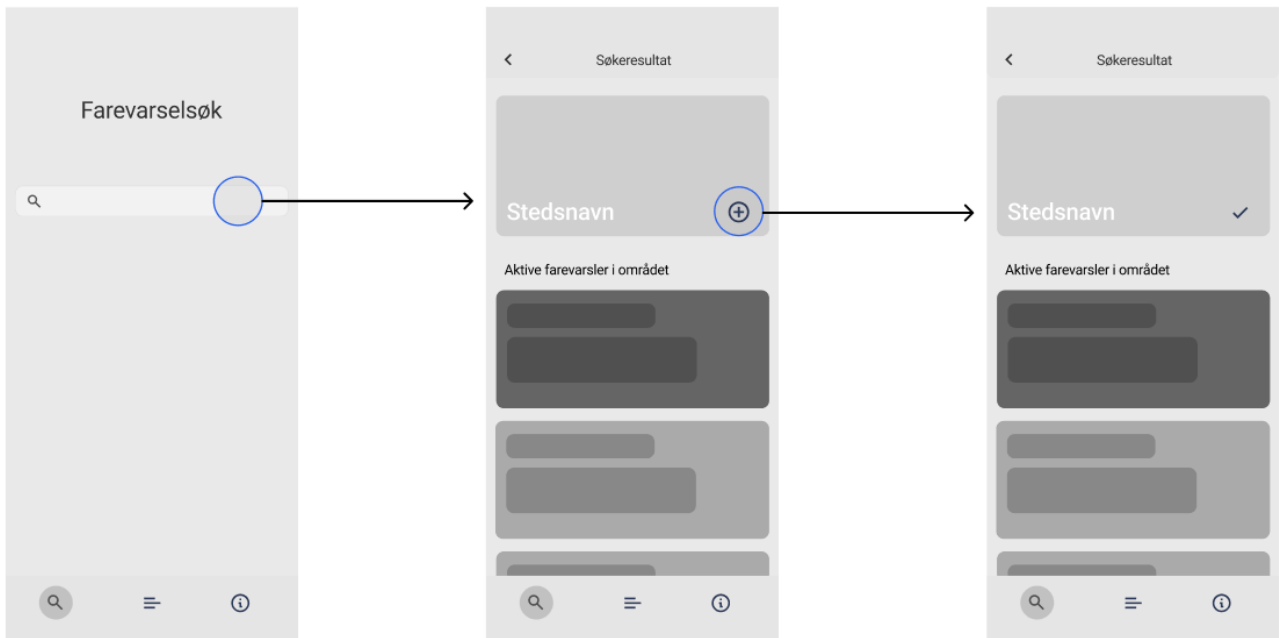 Farevarselsøk
Søkeresultat
Stedsnavn
Aktive farevarsler i området
Søkeresultat
Stedsnavn
Aktive farevarsler i området